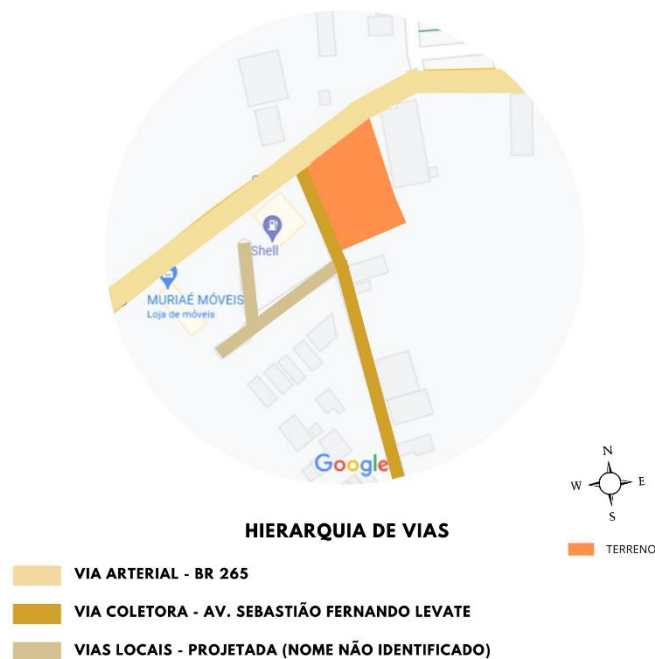 Shell
MURIAÉ MÓVEIS
Loja de móveis
Google
N
W E
S
HIERARQUIA DE VIAS
TERRENO
VIA ARTERIAL - BR 265
VIA COLETORA - AV. SEBASTIÃO FERNANDO LEVATE
VIAS LOCAIS - PROJETADA (NOME NÃO IDENTIFICADO)